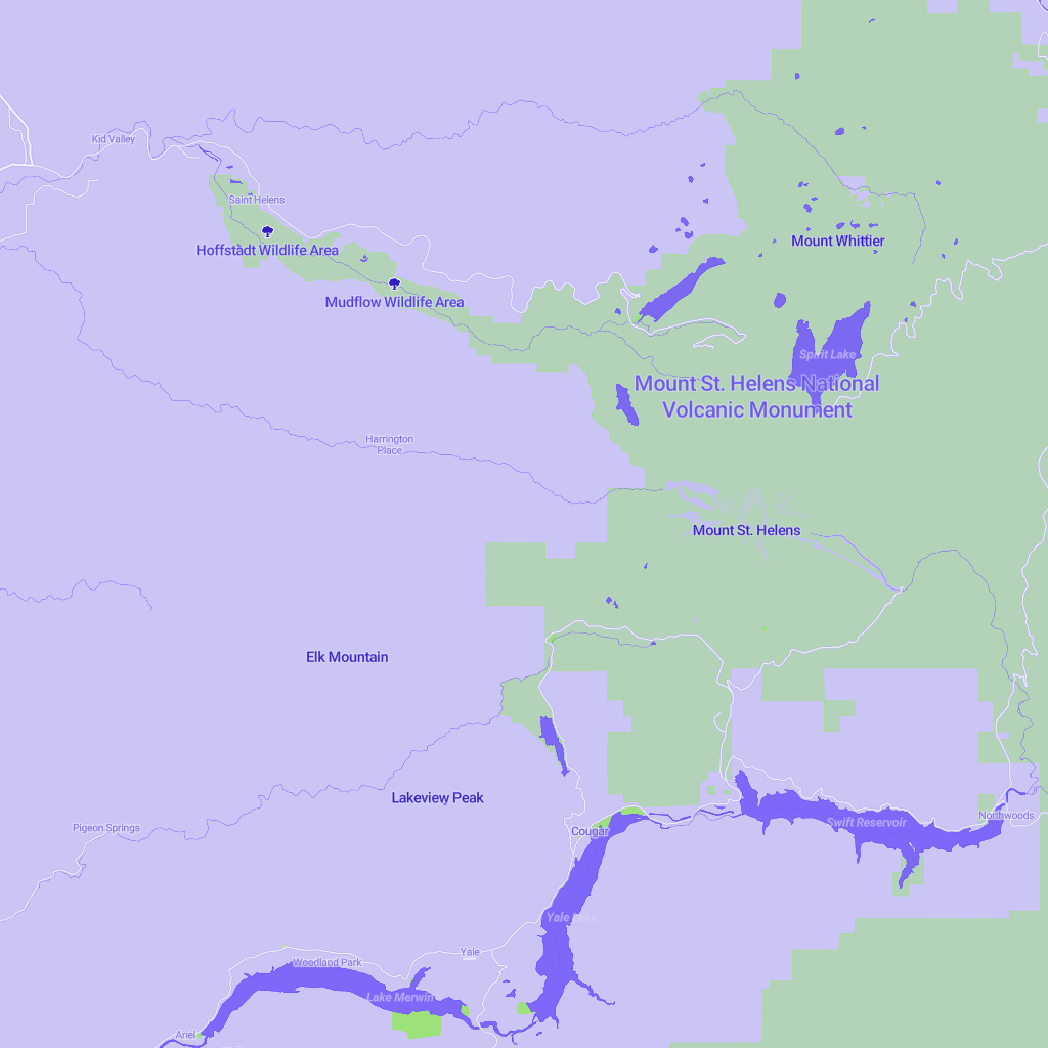 Kid Valley
Saint Helens
Hoffstadt Wildlife Area
Mount Whittier
Mudflow Wildlife Area
Spirit Lake
Mount St. Helens National
Volcanic Monument
Harrington
Place
Mount St. Helens
Elk Mountain
Lakeview Peak
Pigeon Springs
Cougar
Swift Reservoir
Northwoods
Yale Lake
Yale
Woodland Park
Lake Merwin
Ariel